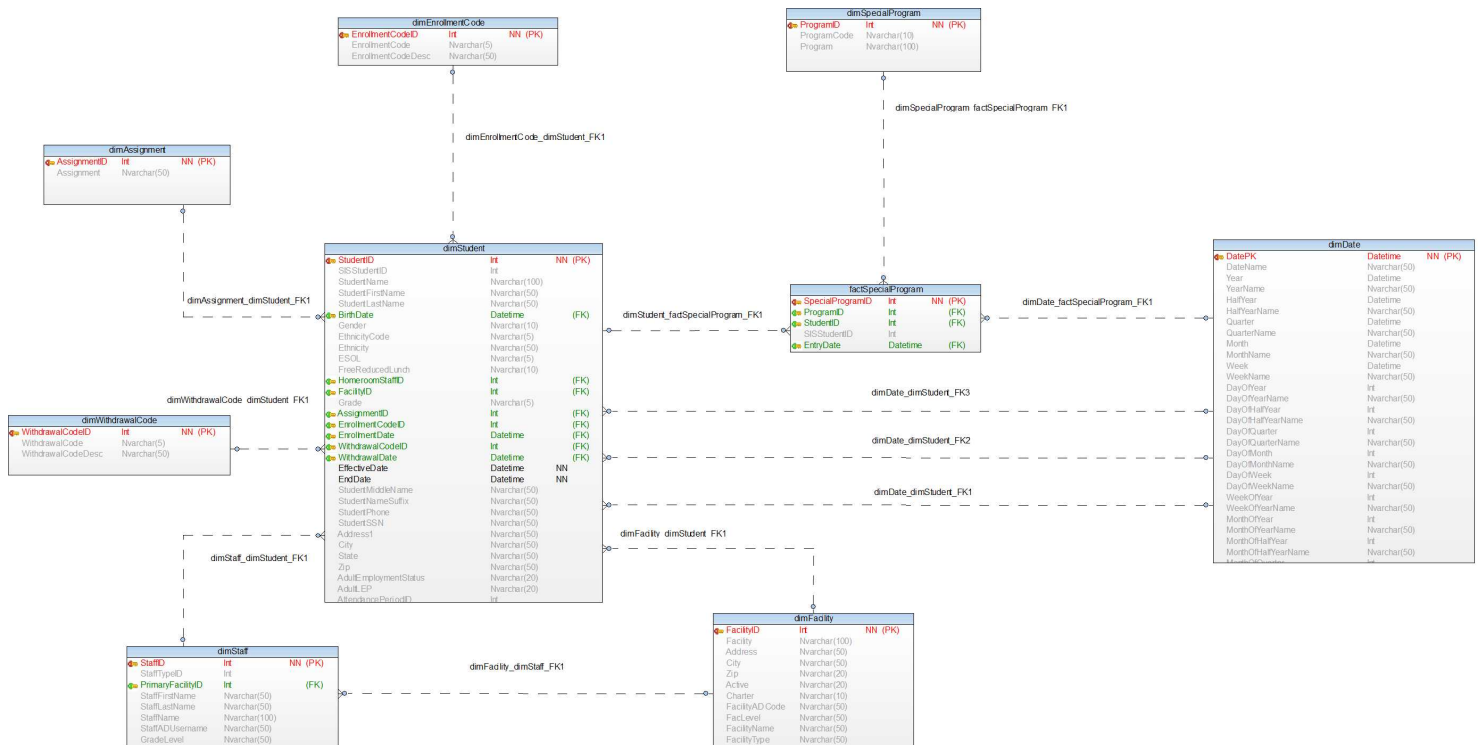 dimEnrollmentCode
EnrollmentCodeID Int NN (PK)
EnrollmentCode Nvarchar(5)
EnrollmentCodeDesc Nvarchar(50)
dimSpecialProgram
ProgramID Int NN (PK)
ProgramCode Nvarchar(10)
Program Nvarchar(100)
dimSpecialProgram_factSpecialProgram_FK1
dimEnrollmentCode_dimStudent_FK1
dimAssignment
AssignmentID Int NN (PK)
Assignment Nvarchar(50)
dimAssignment_dimStudent_FK1
dimStudent
StudentID Int NN (PK)
SISStudentID Int
StudentName Nvarchar(100)
StudentFirstName Nvarchar(50)
StudentLastName Nvarchar(50)
BirthDate Datetime (FK)
Gender Nvarchar(10)
EthnicityCode Nvarchar(5)
Ethnicity Nvarchar(50)
ESOL Nvarchar(5)
FreeReducedLunch Nvarchar(10)
HomeroomStaffID Int (FK)
FacilityID Int (FK)
Grade Nvarchar(5)
AssignmentID Int (FK)
EnrollmentCodeID Int (FK)
EnrollmentDate Datetime (FK)
WithdrawalCodeID Int (FK)
WithdrawalDate Datetime (FK)
EffectiveDate Datetime NN
EndDate Datetime NN
StudentMiddleName Nvarchar(50)
StudentNameSuffix Nvarchar(50)
StudentPhone Nvarchar(50)
StudentSSN Nvarchar(50)
Address1 Nvarchar(50)
City Nvarchar(50)
State Nvarchar(50)
Zip Nvarchar(50)
AdultEmploymentStatus Nvarchar(20)
AdultLEP Nvarchar(20)
AttendancePeriodID Int
dimStudent_factSpecialProgram_FK1
factSpecialProgram
SpecialProgramID Int NN (PK)
ProgramID Int (FK)
StudentID Int (FK)
SISStudentID Int
EntryDate Datetime (FK)
dimDate_factSpecialProgram_FK1
dimDate
DatePK Datetime NN (PK)
DateName Nvarchar(50)
Year Datetime
YearName Nvarchar(50)
HalfYear Datetime
HalfYearName Nvarchar(50)
Quarter Datetime
QuarterName Nvarchar(50)
Month Datetime
MonthName Nvarchar(50)
Week Datetime
WeekName Nvarchar(50)
DayOfYear Int
DayOfYearName Nvarchar(50)
DayOfHalfYear Int
DayOfHalfYearName Nvarchar(50)
DayOfQuarter Int
DayOfQuarterName Nvarchar(50)
DayOfMonth Int
DayOfMonthName Nvarchar(50)
DayOfWeek Int
DayOfWeekName Nvarchar(50)
WeekOfYear Int
WeekOfYearName Nvarchar(50)
MonthOfYear Int
MonthOfYearName Nvarchar(50)
MonthOfHalfYear Int
MonthOfHalfYearName Nvarchar(50)
MonthOfQuarter Int
dimDate_dimStudent_FK3
dimDate_dimStudent_FK2
dimDate_dimStudent_FK1
dimWithdrawalCode_dimStudent_FK1
dimWithdrawalCode
WithdrawalCodeID Int NN (PK)
WithdrawalCode Nvarchar(5)
WithdrawalCodeDesc Nvarchar(50)
dimStaff_dimStudent_FK1
dimFacility_dimStudent_FK1
dimStaff
StaffID Int NN (PK)
StaffTypeID Int
PrimaryFacilityID Int (FK)
StaffFirstName Nvarchar(50)
StaffLastName Nvarchar(50)
StaffName Nvarchar(100)
StaffADUsername Nvarchar(50)
GradeLevel Nvarchar(50)
dimFacility_dimStaff_FK1
dimFacility
FacilityID Int NN (PK)
Facility Nvarchar(100)
Address Nvarchar(50)
City Nvarchar(50)
Zip Nvarchar(20)
Active Nvarchar(20)
Charter Nvarchar(10)
FacilityADCode Nvarchar(50)
FacLevel Nvarchar(50)
FacilityName Nvarchar(50)
FacilityType Nvarchar(50)